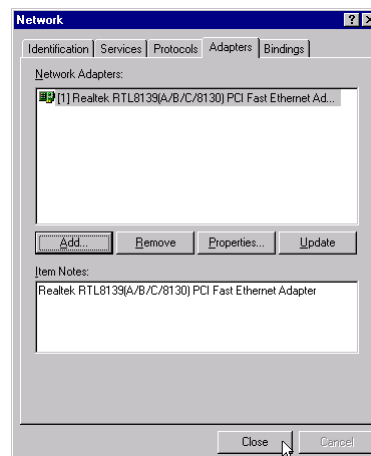 Network
Identification Services Protocols Adapters Bindings
Network Adapters:
[1] Realtek RTL8139(A/B/C/8130) PCI Fast Ethernet Ad...
Add... Remove Properties... Update
Item Notes:
Realtek RTL8139(A/B/C/8130) PCI Fast Ethernet Adapter
Close Cancel